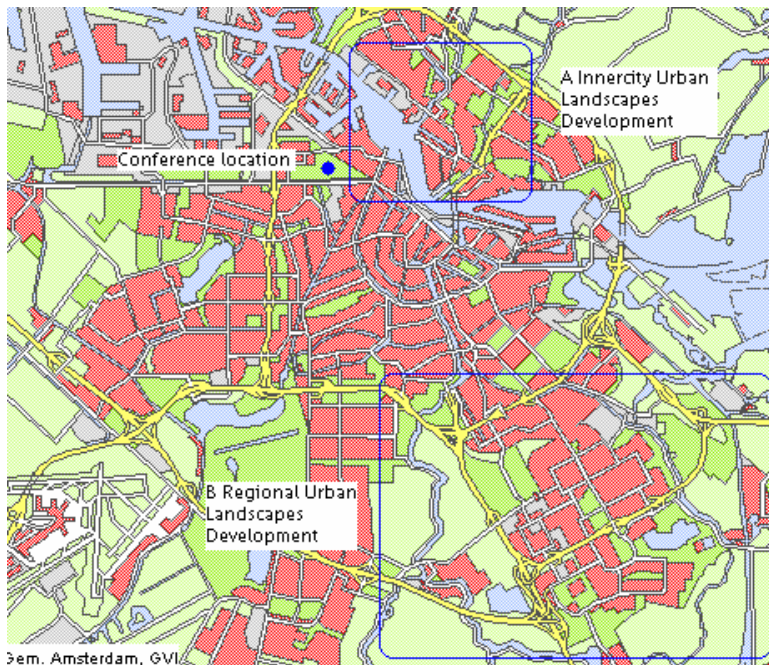 A Innercity Urban
Landscapes
Development
Conference location
B Regional Urban
Landscapes
Development
Gem. Amsterdam, GVI